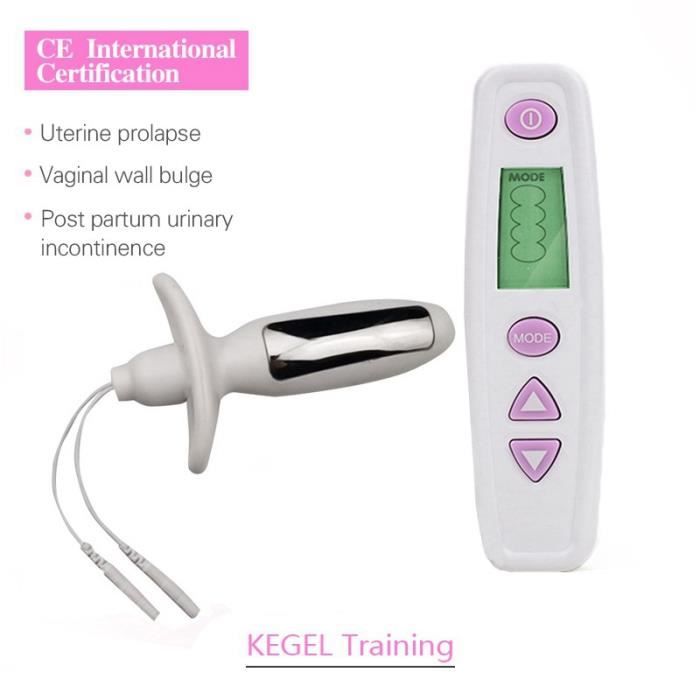 CE International
Certification
• Uterine prolapse
• Vaginal wall bulge
• Post partum urinary
incontinence
MODE
MODE
KEGEL Training